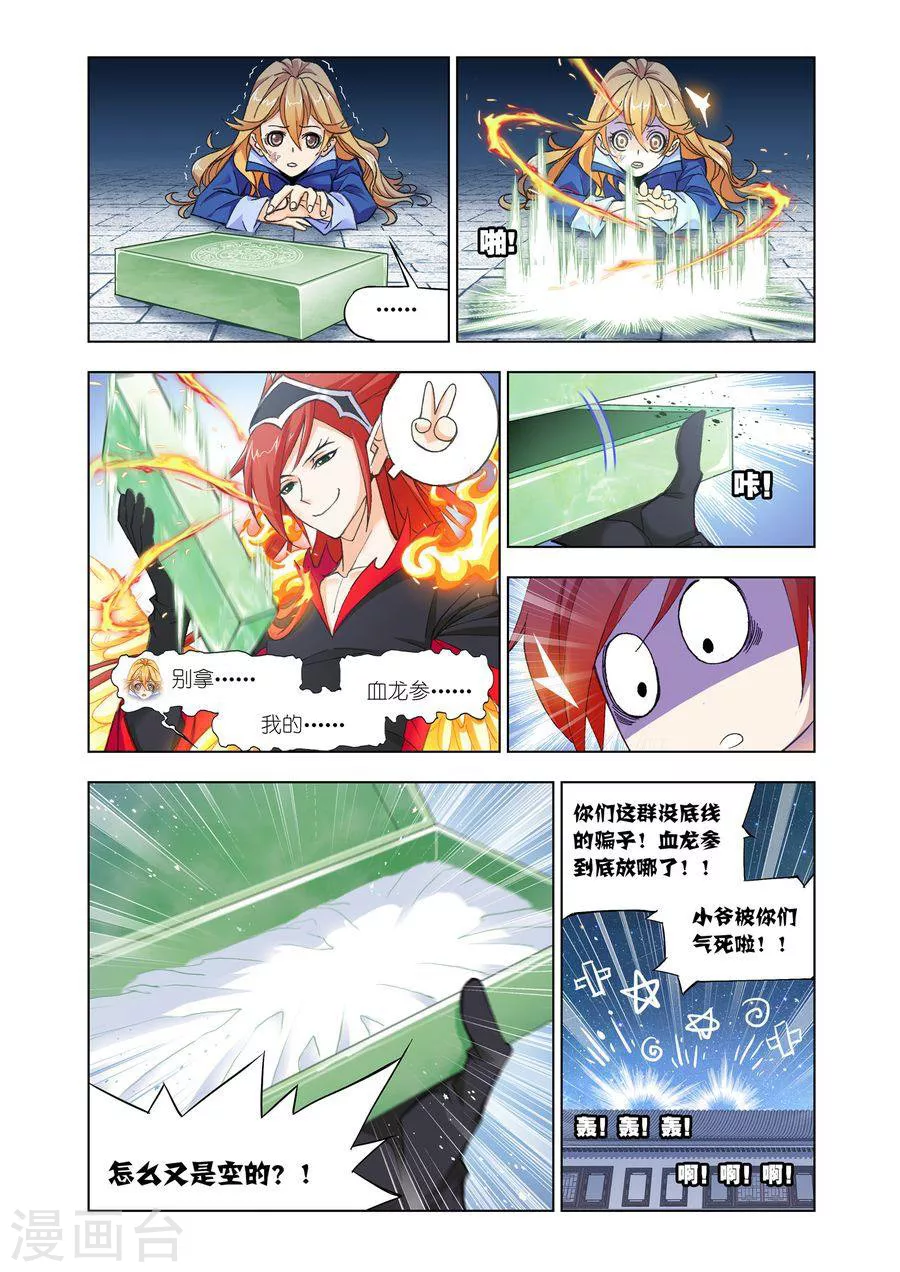 ……
啪！
别拿……
我的……
血龙参……
咔！
怎么又是空的？！
你们这群没底线
的骗子！血龙参
到底放哪了！！
小谷被你们
气死啦！！
轰！轰！轰！
啊！啊！啊！
漫画台